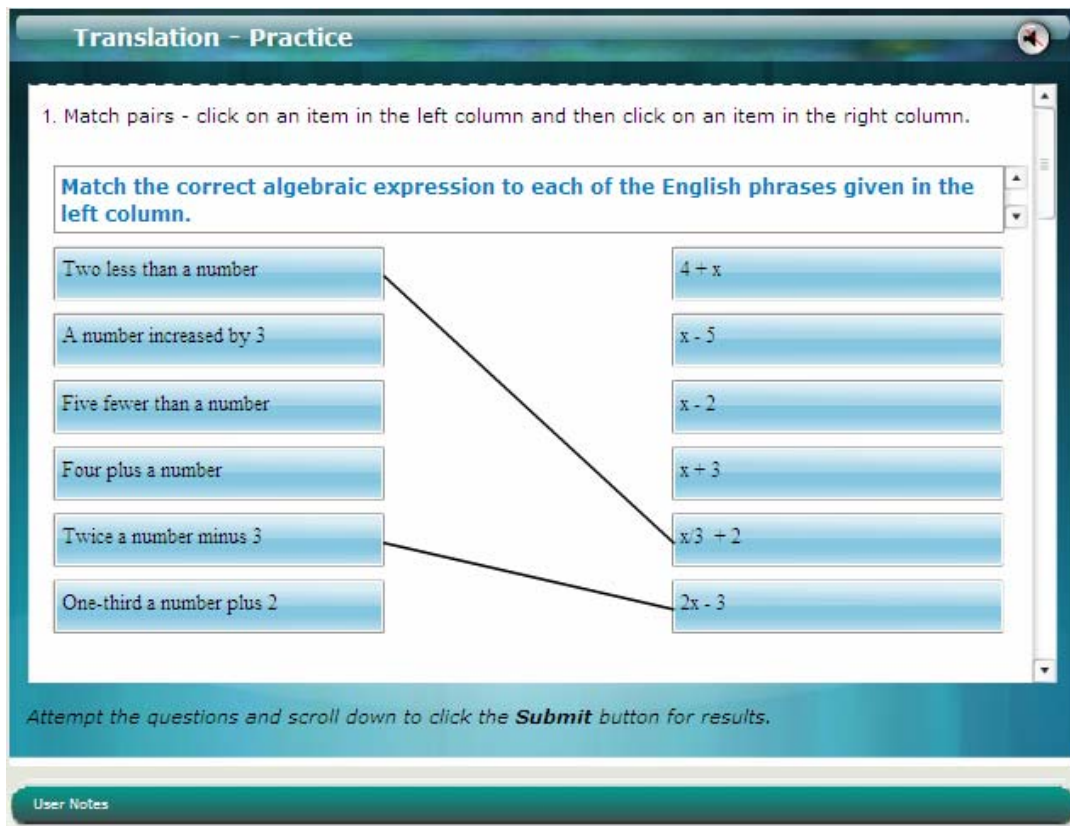 Translation - Practice
1. Match pairs - click on an item in the left column and then click on an item in the right column.
Match the correct algebraic expression to each of the English phrases given in the
left column.
Two less than a number
4 + x
A number increased by 3
x - 5
Five fewer than a number
x - 2
Four plus a number
x + 3
Twice a number minus 3
x/3 + 2
One-third a number plus 2
2x - 3
Attempt the questions and scroll down to click the Submit button for results.
User Notes